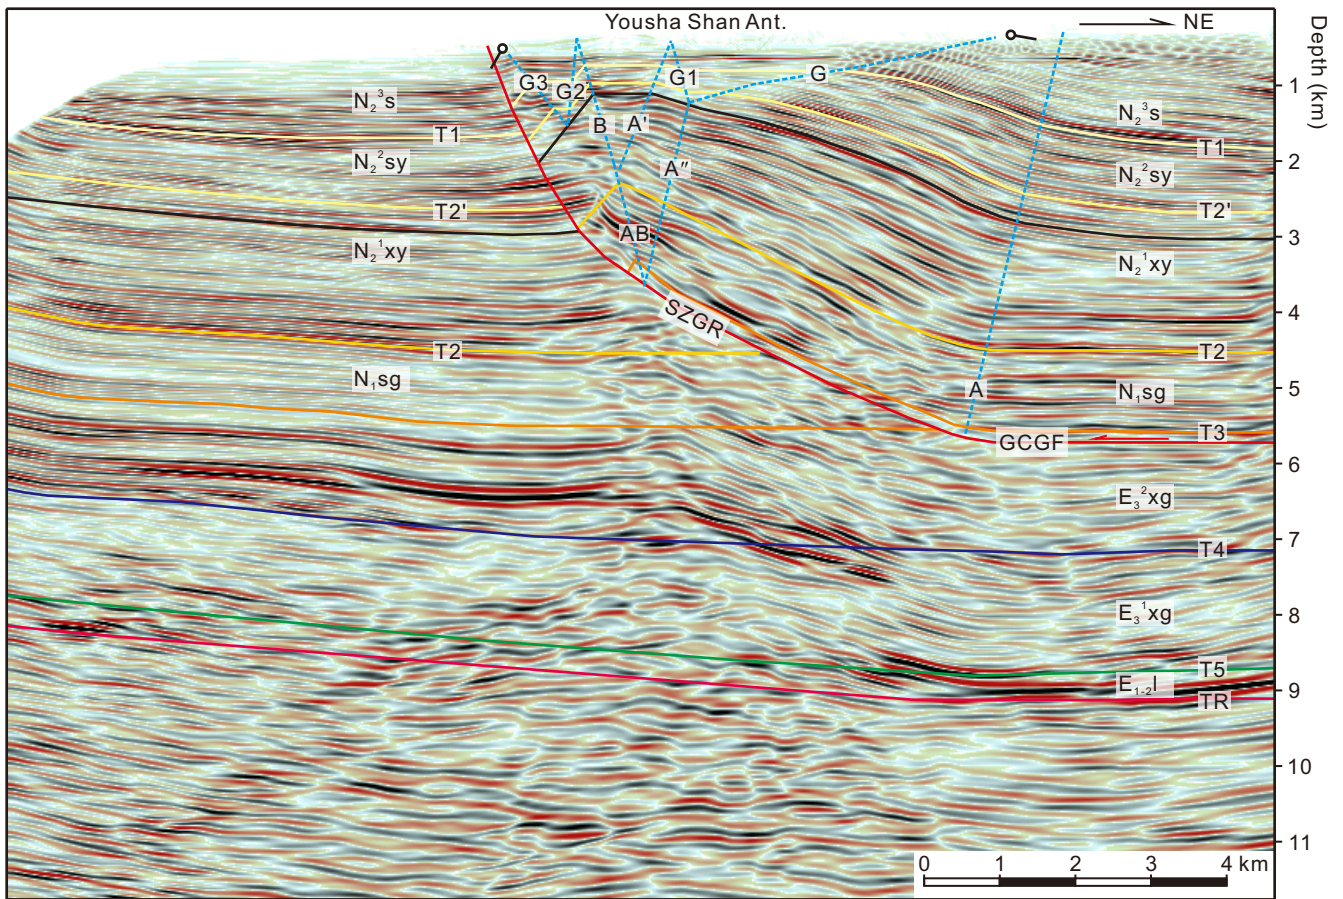 Yousha Shan Ant.
NE
0
Depth (km)
G3
G2
G1
G
1
N₂³s
N₂³s
T1
B
A'
T1
N₂²sy
A″
N₂²sy
2
T2'
T2'
AB
3
N₂¹xy
N₂¹xy
SZGR
4
T2
T2
N₁sg
A
N₁sg
5
T3
GCGF
6
E₃²xg
T4
7
E₃¹xg
8
T5
E₁₋₂l
TR
9
10
11
0 1 2 3 4 km